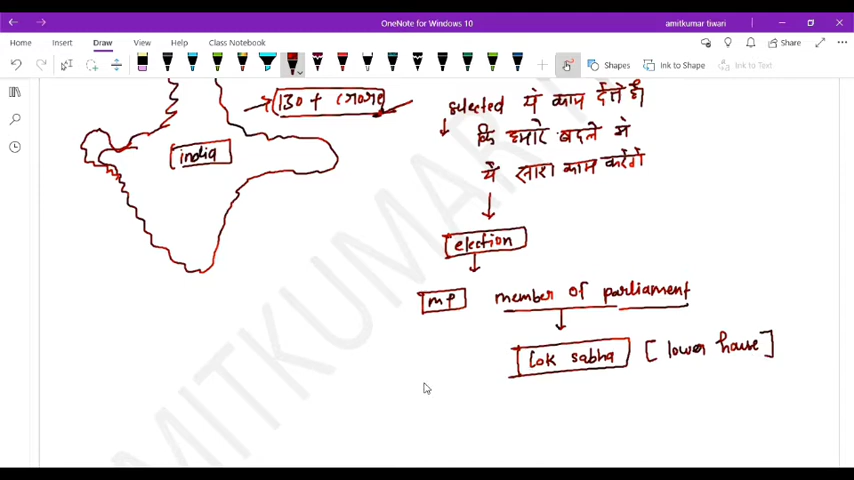 OneNote for Windows 10
amitkumar tiwari
Home Insert Draw View Help Class Notebook
Share
Shapes Ink to Shape Ink to Text
130 + crore
india
selected ये काम देते है।
कि हमारे बदले मे
ये सारा काम करेंगे
election
MP member of parliament
Lok sabha [lower house]
AMITKUMAR